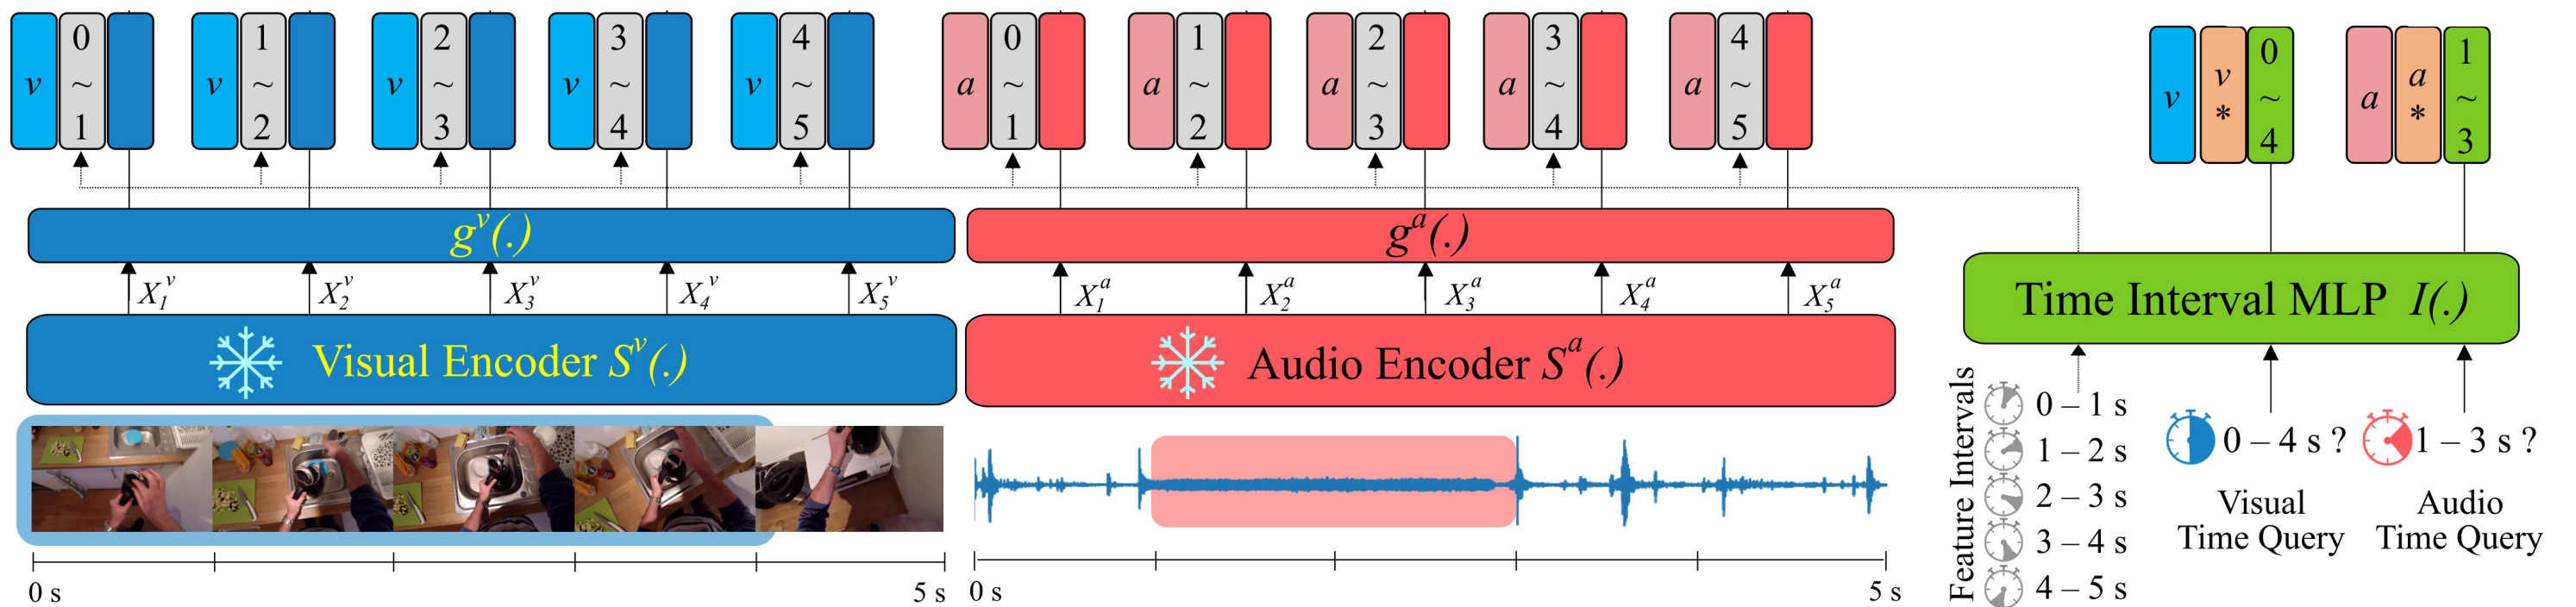 v 0 ~ 1 v 1 ~ 2 v 2 ~ 3 v 3 ~ 4 v 4 ~ 5 a 0 ~ 1 a 1 ~ 2 a 2 ~ 3 a 3 ~ 4 a 4 ~ 5 v v * 0 ~ 4 a a * 1 ~ 3
g^v(.) g^a(.)
X_1^v X_2^v X_3^v X_4^v X_5^v X_1^a X_2^a X_3^a X_4^a X_5^a
Time Interval MLP I(.)
Visual Encoder S^v(.) Audio Encoder S^a(.)
Feature Intervals
0 – 1 s
1 – 2 s
2 – 3 s
3 – 4 s
4 – 5 s
0 – 4 s ?
Visual
Time Query
1 – 3 s ?
Audio
Time Query
0 s 5 s 0 s 5 s